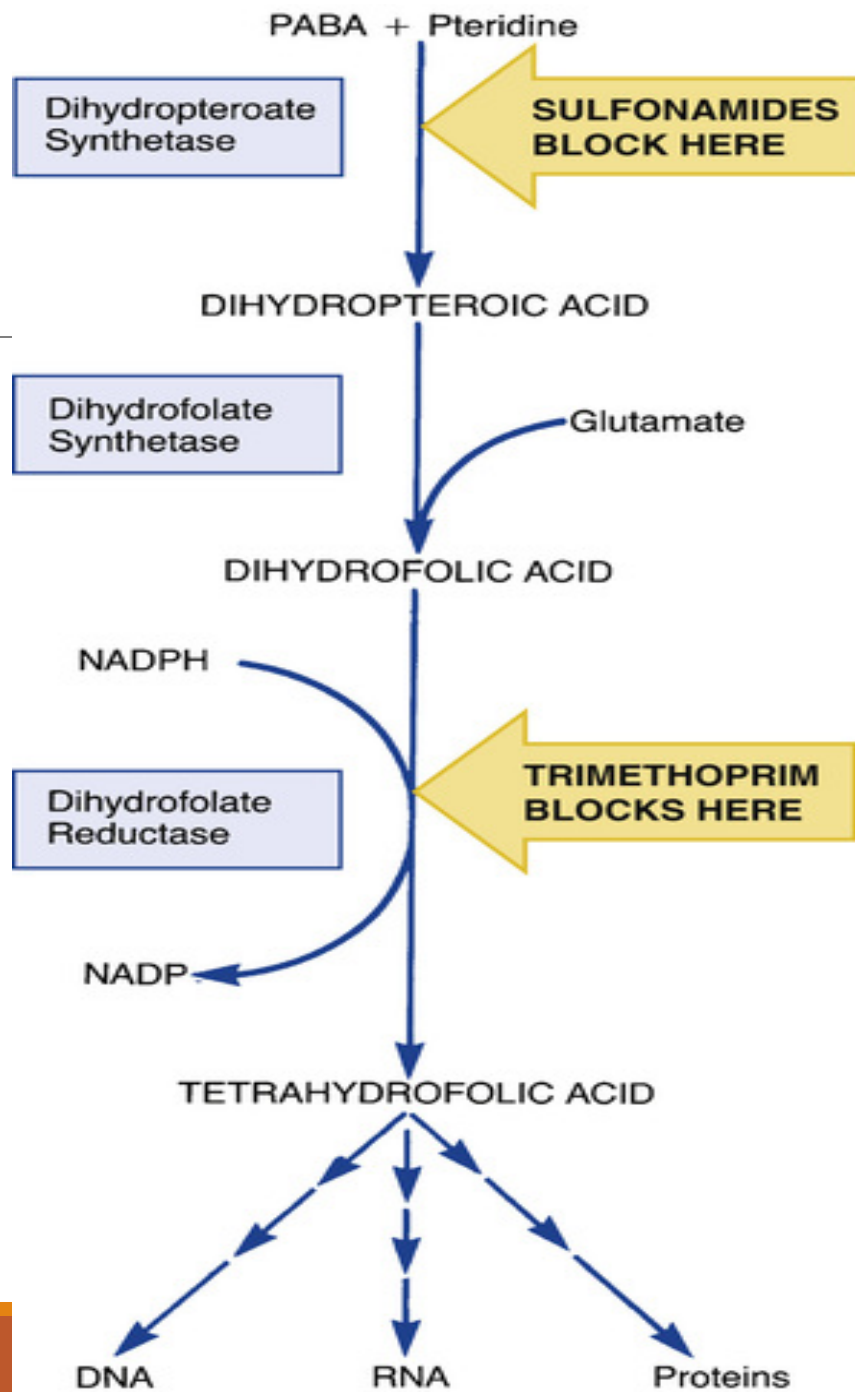 PABA + Pteridine
Dihydropteroate
Synthetase
SULFONAMIDES
BLOCK HERE
DIHYDROPTEROIC ACID
Dihydrofolate
Synthetase
Glutamate
DIHYDROFOLIC ACID
NADPH
Dihydrofolate
Reductase
TRIMETHOPRIM
BLOCKS HERE
NADP
TETRAHYDROFOLIC ACID
DNA RNA Proteins